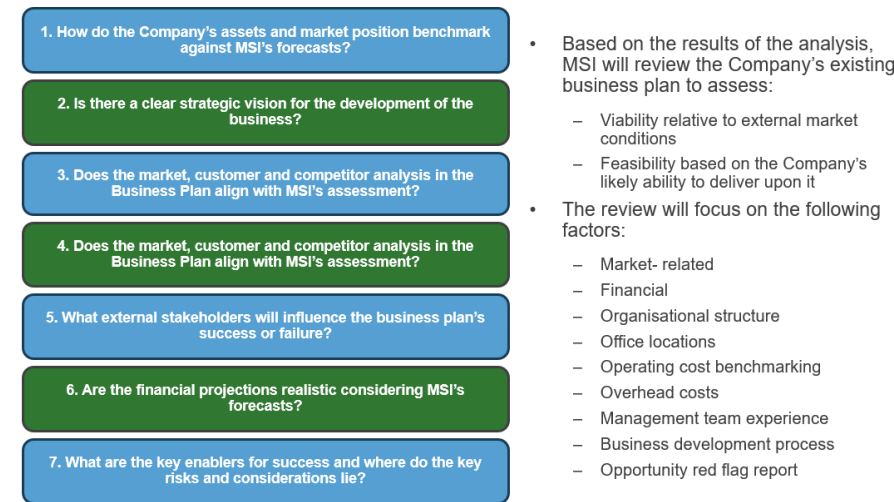 1. How do the Company's assets and market position benchmark
against MSI's forecasts?
2. Is there a clear strategic vision for the development of the
business?
3. Does the market, customer and competitor analysis in the
Business Plan align with MSI's assessment?
4. Does the market, customer and competitor analysis in the
Business Plan align with MSI's assessment?
5. What external stakeholders will influence the business plan's
success or failure?
6. Are the financial projections realistic considering MSI's
forecasts?
7. What are the key enablers for success and where do the key
risks and considerations lie?
• Based on the results of the analysis,
MSI will review the Company's existing
business plan to assess:
– Viability relative to external market
conditions
– Feasibility based on the Company's
likely ability to deliver upon it
• The review will focus on the following
factors:
– Market- related
– Financial
– Organisational structure
– Office locations
– Operating cost benchmarking
– Overhead costs
– Management team experience
– Business development process
– Opportunity red flag report